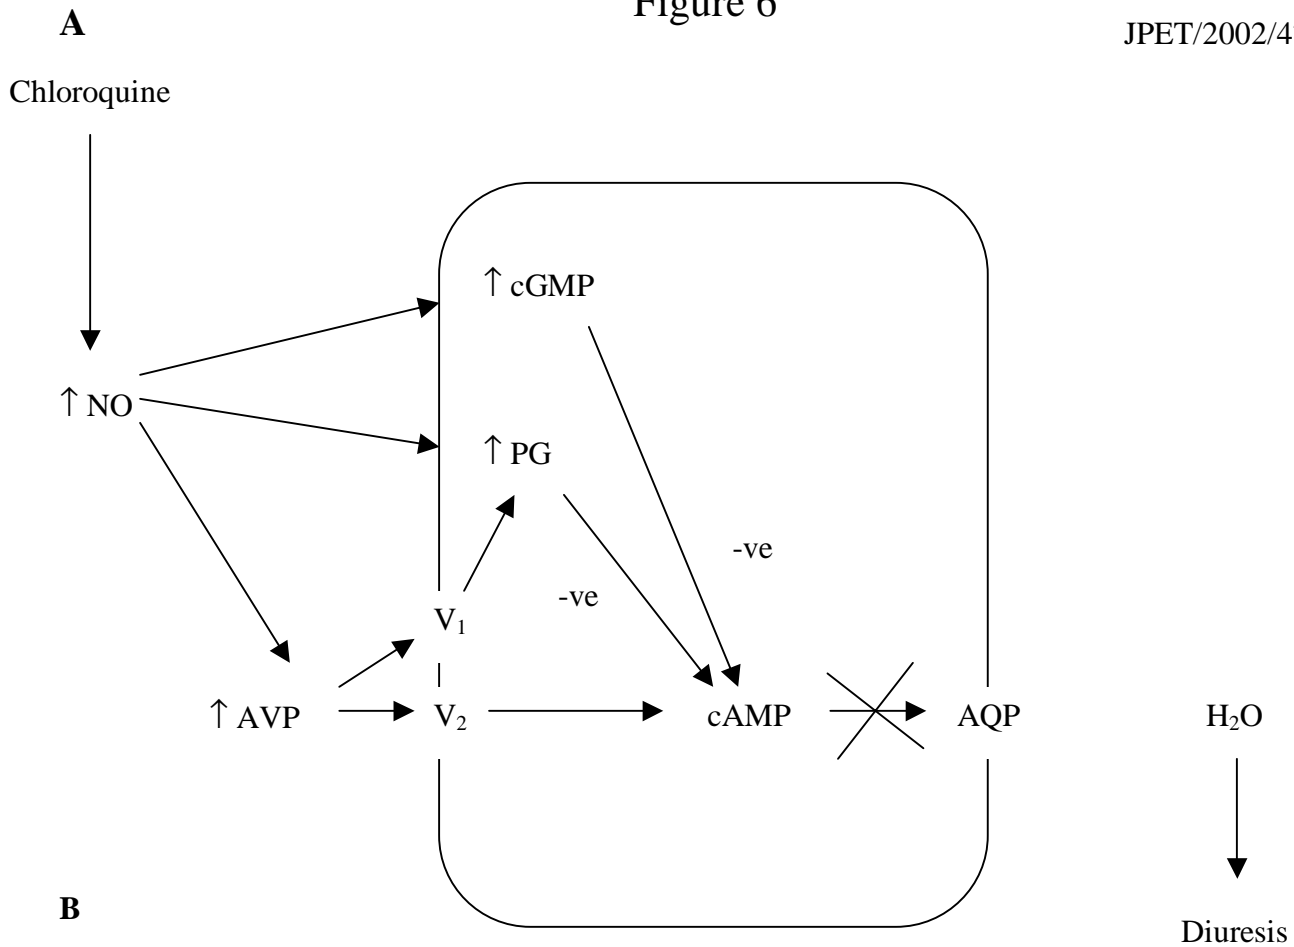 Figure 6
A
JPET/2002/4
Chloroquine
↑ cGMP
↑ NO
↑ PG
-ve
-ve
V₁
↑ AVP
V₂
cAMP
AQP
H₂O
B
Diuresis